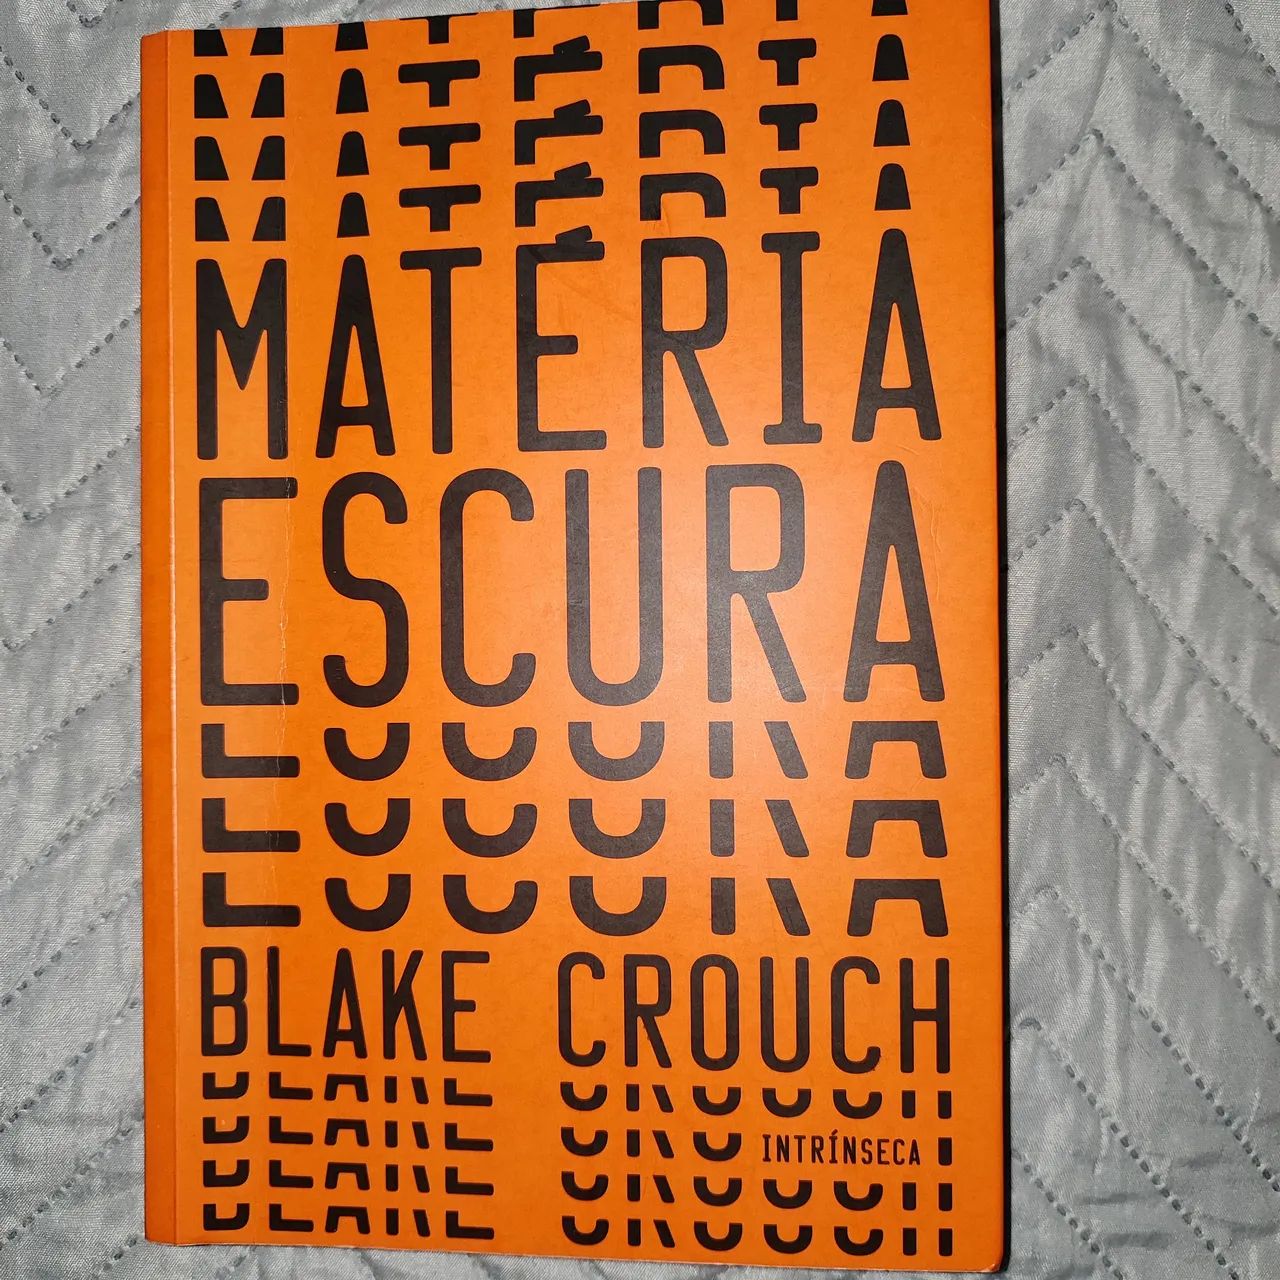 MATÉRIA
ESCURA
BLAKE CROUCH
INTRÍNSECA